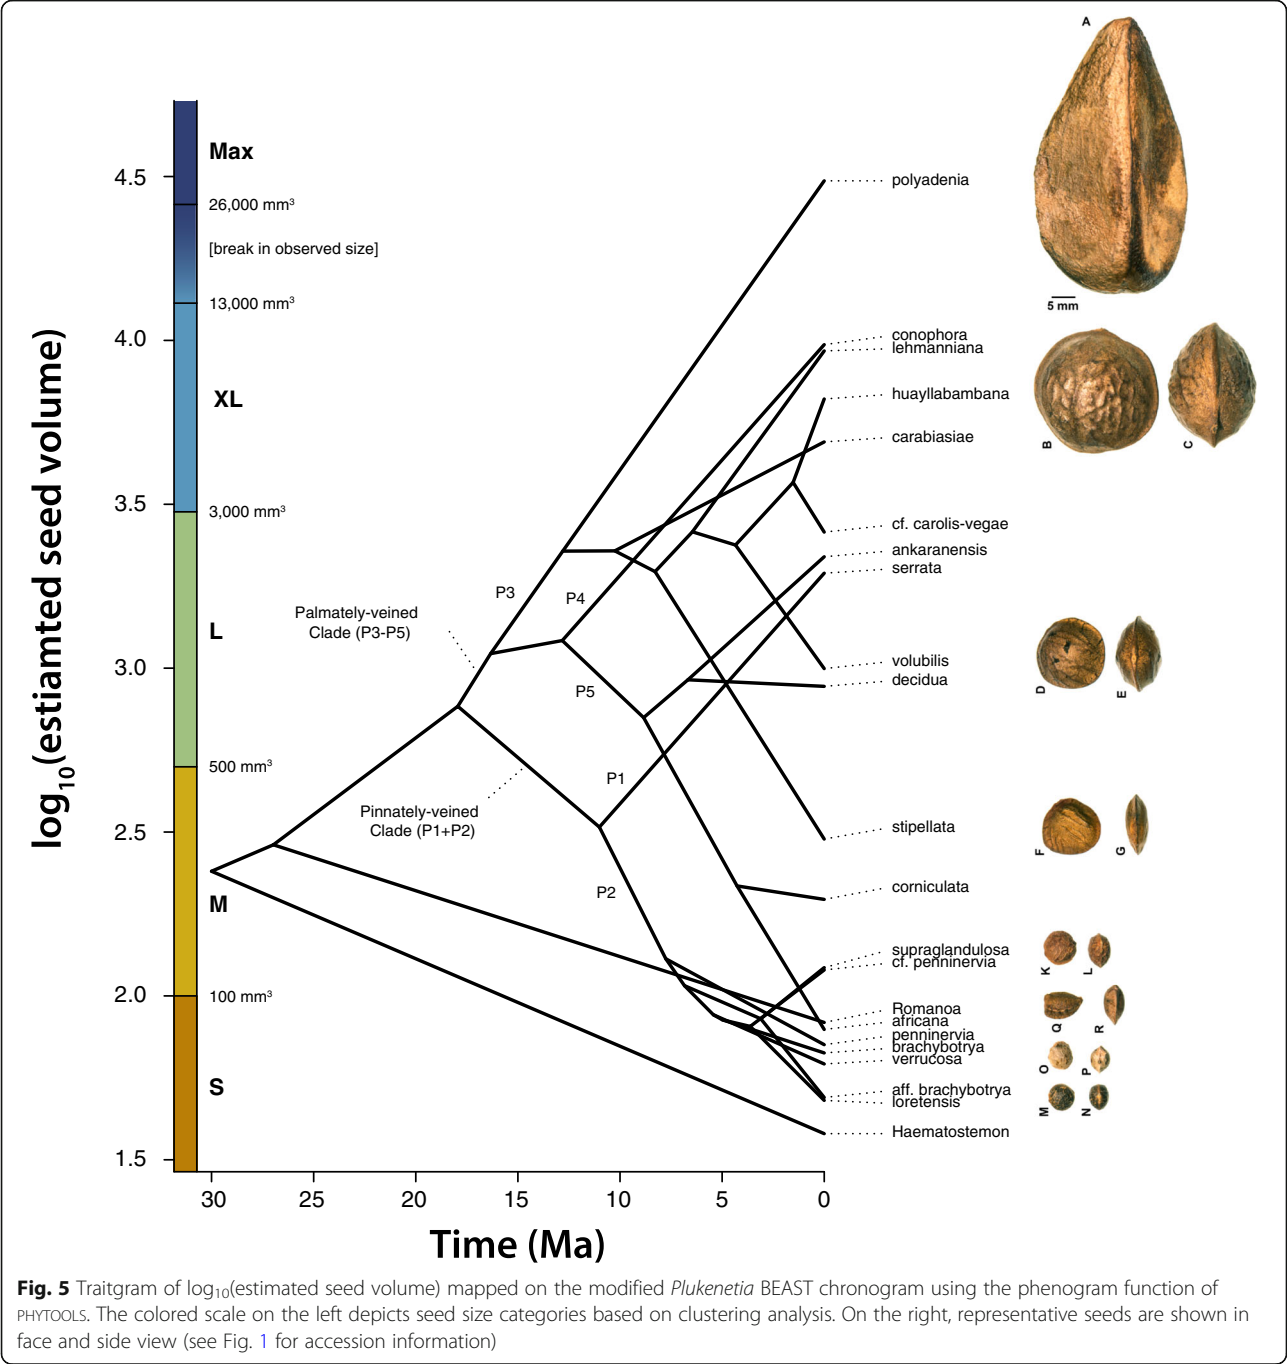 A
Max
4.5
polyadenia
26,000 mm³
[break in observed size]
13,000 mm³
5 mm
4.0
conophora
lehmanniana
huayllabambana
XL
carabiasiae
B
C
3.5
3,000 mm³
cf. carolis-vegae
ankaranensis
serrata
P3
P4
Palmately-veined
Clade (P3-P5)
L
3.0
volubilis
decidua
D
E
P5
500 mm³
P1
Pinnately-veined
Clade (P1+P2)
2.5
stipellata
F
G
P2
corniculata
M
supraglandulosa
cf. penninervia
K
L
2.0
100 mm³
Romanoa
africana
penninervia
brachybotrya
verrucosa
Q
R
O
P
S
aff. brachybotrya
loretensis
M
N
Haematostemon
1.5
log₁₀(estiamted seed volume)
30
25
20
15
10
5
0
Time (Ma)
Fig. 5 Traitgram of log₁₀(estimated seed volume) mapped on the modified Plukenetia BEAST chronogram using the phenogram function of
PHYTOOLS. The colored scale on the left depicts seed size categories based on clustering analysis. On the right, representative seeds are shown in
face and side view (see Fig. 1 for accession information)